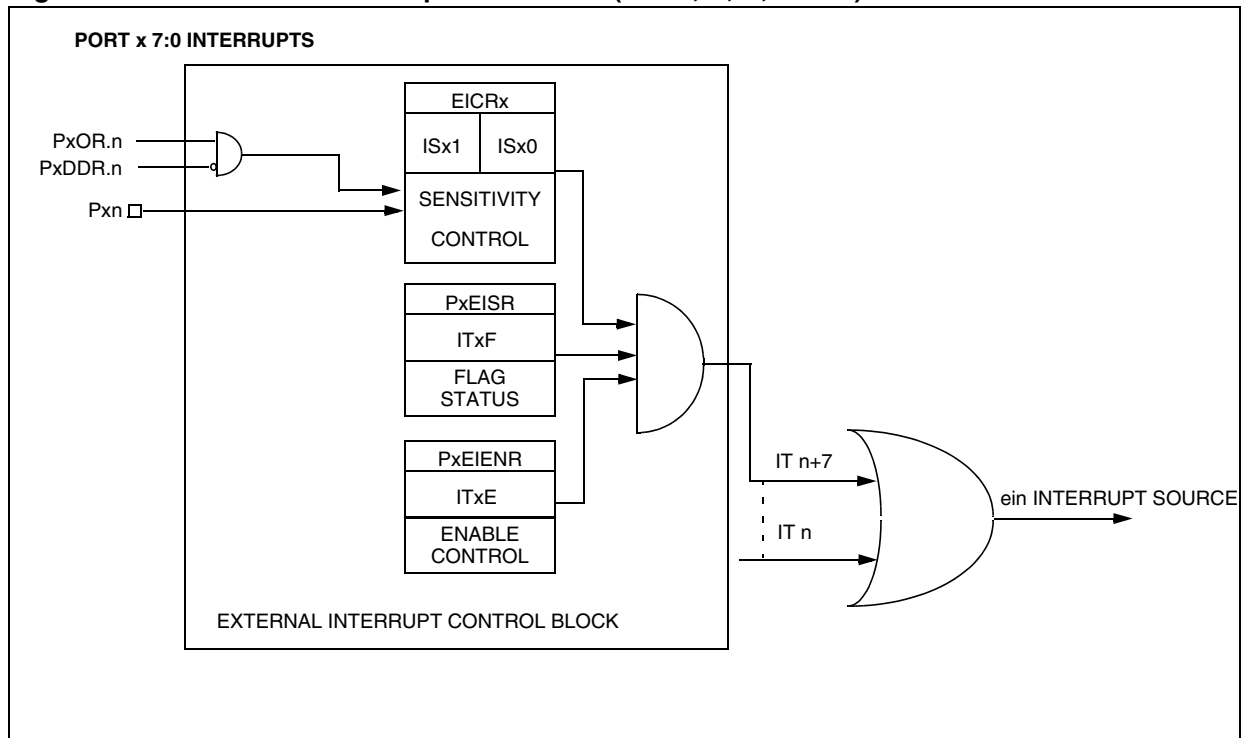 PORT x 7:0 INTERRUPTS
EICRx
ISx1 ISx0
SENSITIVITY
CONTROL
PxOR.n
PxDDR.n
Pxn
PxEISR
ITxF
FLAG
STATUS
PxEIENR
ITxE
ENABLE
CONTROL
IT n+7
IT n
ein INTERRUPT SOURCE
EXTERNAL INTERRUPT CONTROL BLOCK